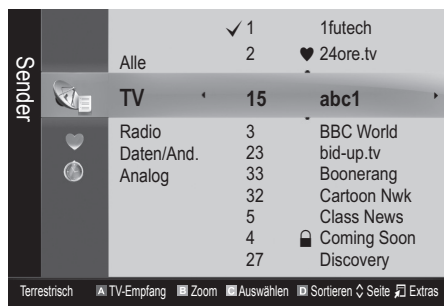 Sender
✓ 1 1futech
Alle 2 ♥ 24ore.tv
TV 15 abc1
Radio 3 BBC World
Daten/And. 23 bid-up.tv
Analog 33 Boonerang
32 Cartoon Nwk
5 Class News
4 Coming Soon
27 Discovery
Terrestrisch A TV-Empfang B Zoom C Auswählen D Sortieren Seite Extras